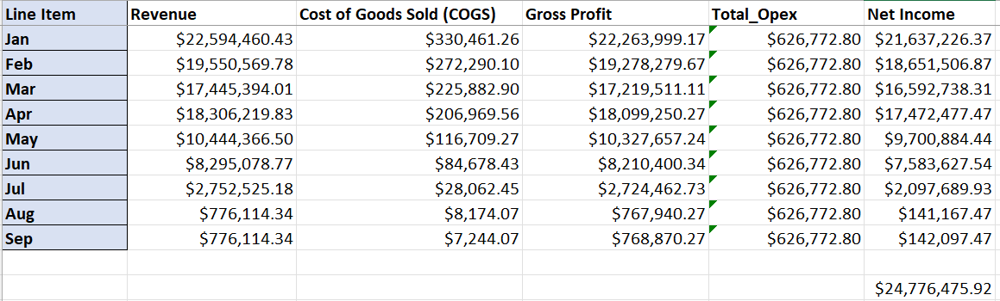 Line Item Revenue Cost of Goods Sold (COGS) Gross Profit Total_Opex Net Income
Jan $22,594,460.43 $330,461.26 $22,263,999.17 $626,772.80 $21,637,226.37
Feb $19,550,569.78 $272,290.10 $19,278,279.67 $626,772.80 $18,651,506.87
Mar $17,445,394.01 $225,882.90 $17,219,511.11 $626,772.80 $16,592,738.31
Apr $18,306,219.83 $206,969.56 $18,099,250.27 $626,772.80 $17,472,477.47
May $10,444,366.50 $116,709.27 $10,327,657.24 $626,772.80 $9,700,884.44
Jun $8,295,078.77 $84,678.43 $8,210,400.34 $626,772.80 $7,583,627.54
Jul $2,752,525.18 $28,062.45 $2,724,462.73 $626,772.80 $2,097,689.93
Aug $776,114.34 $8,174.07 $767,940.27 $626,772.80 $141,167.47
Sep $776,114.34 $7,244.07 $768,870.27 $626,772.80 $142,097.47
$24,776,475.92